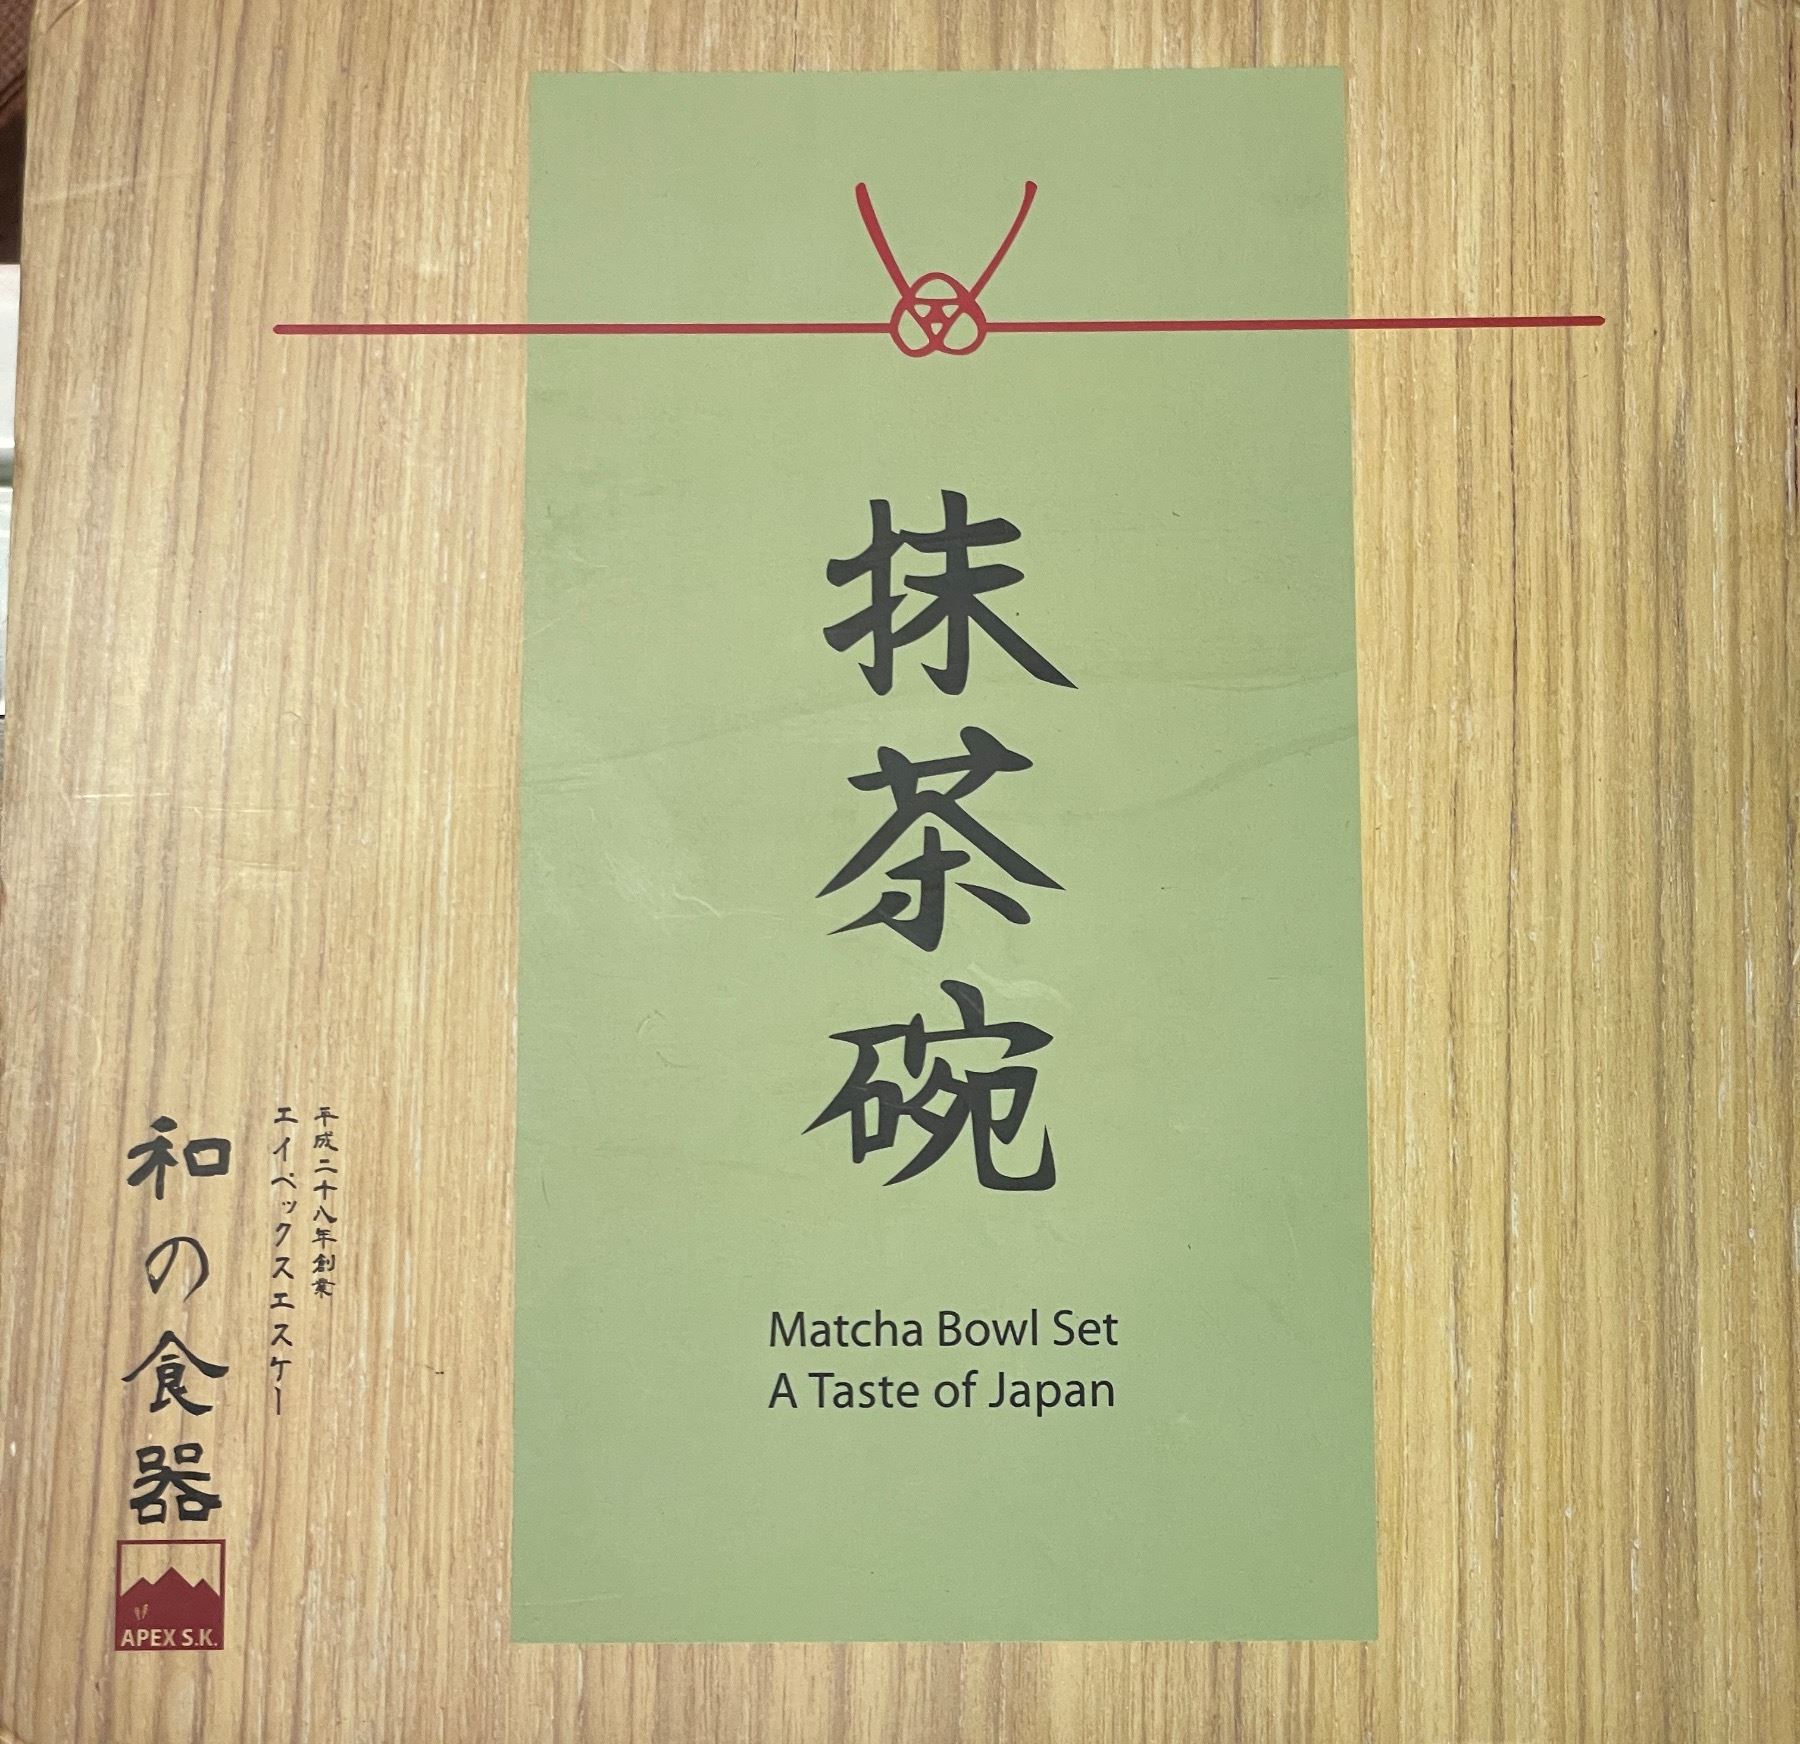 抹茶碗
Matcha Bowl Set
A Taste of Japan
平成二十八年創業
エイペックスエスケー
和の食器
APEX S.K.